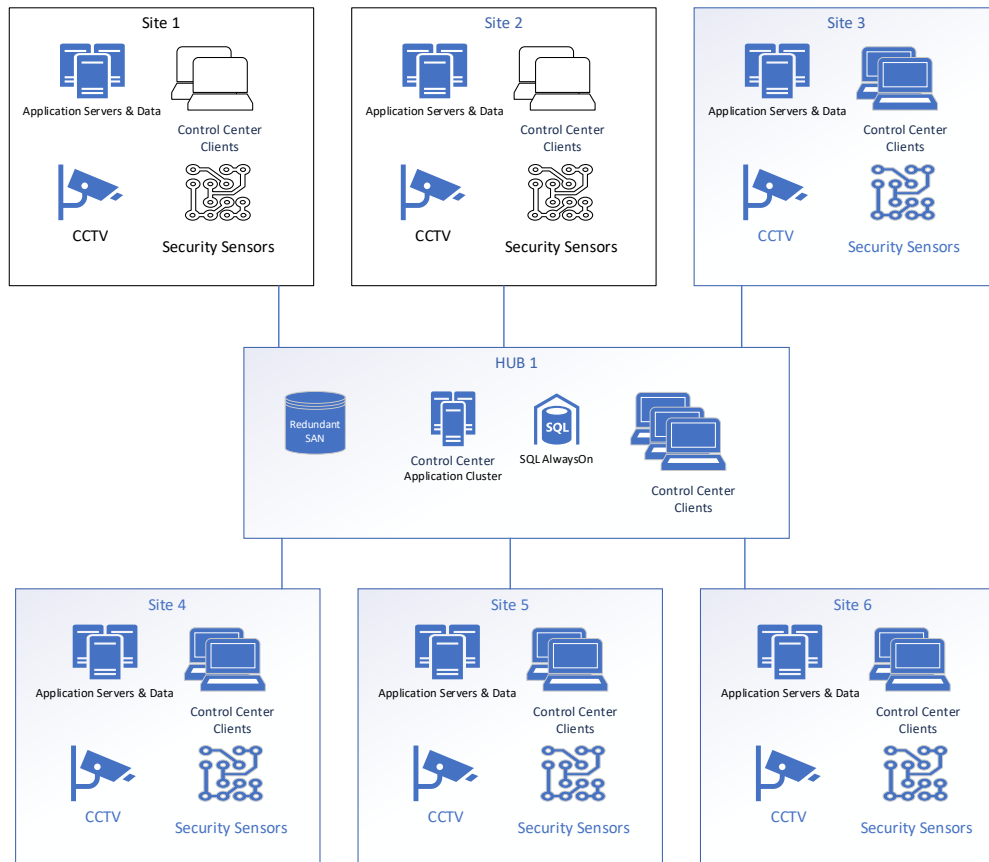 Site 1
Application Servers & Data
Control Center
Clients
CCTV
Security Sensors
Site 2
Application Servers & Data
Control Center
Clients
CCTV
Security Sensors
Site 3
Application Servers & Data
Control Center
Clients
CCTV
Security Sensors
HUB 1
Redundant
SAN
Control Center
Application Cluster
SQL
SQL AlwaysOn
Control Center
Clients
Site 4
Application Servers & Data
Control Center
Clients
CCTV
Security Sensors
Site 5
Application Servers & Data
Control Center
Clients
CCTV
Security Sensors
Site 6
Application Servers & Data
Control Center
Clients
CCTV
Security Sensors